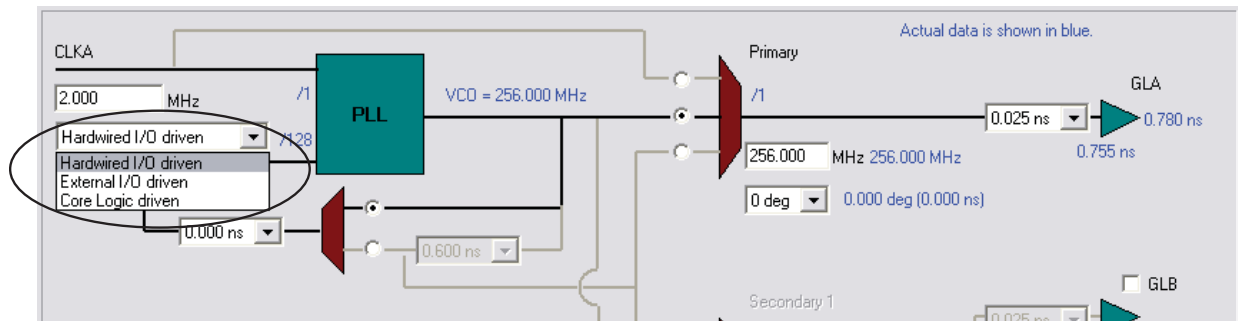 Actual data is shown in blue.
CLKA
Primary
2.000 MHz
/1
PLL
VCO = 256.000 MHz
/1
GLA
0.025 ns
0.780 ns
0.755 ns
Hardwired I/O driven
/128
Hardwired I/O driven
External I/O driven
Core Logic driven
256.000 MHz 256.000 MHz
0 deg
0.000 deg (0.000 ns)
0.000 ns
0.600 ns
GLB
Secondary 1
0.025 ns